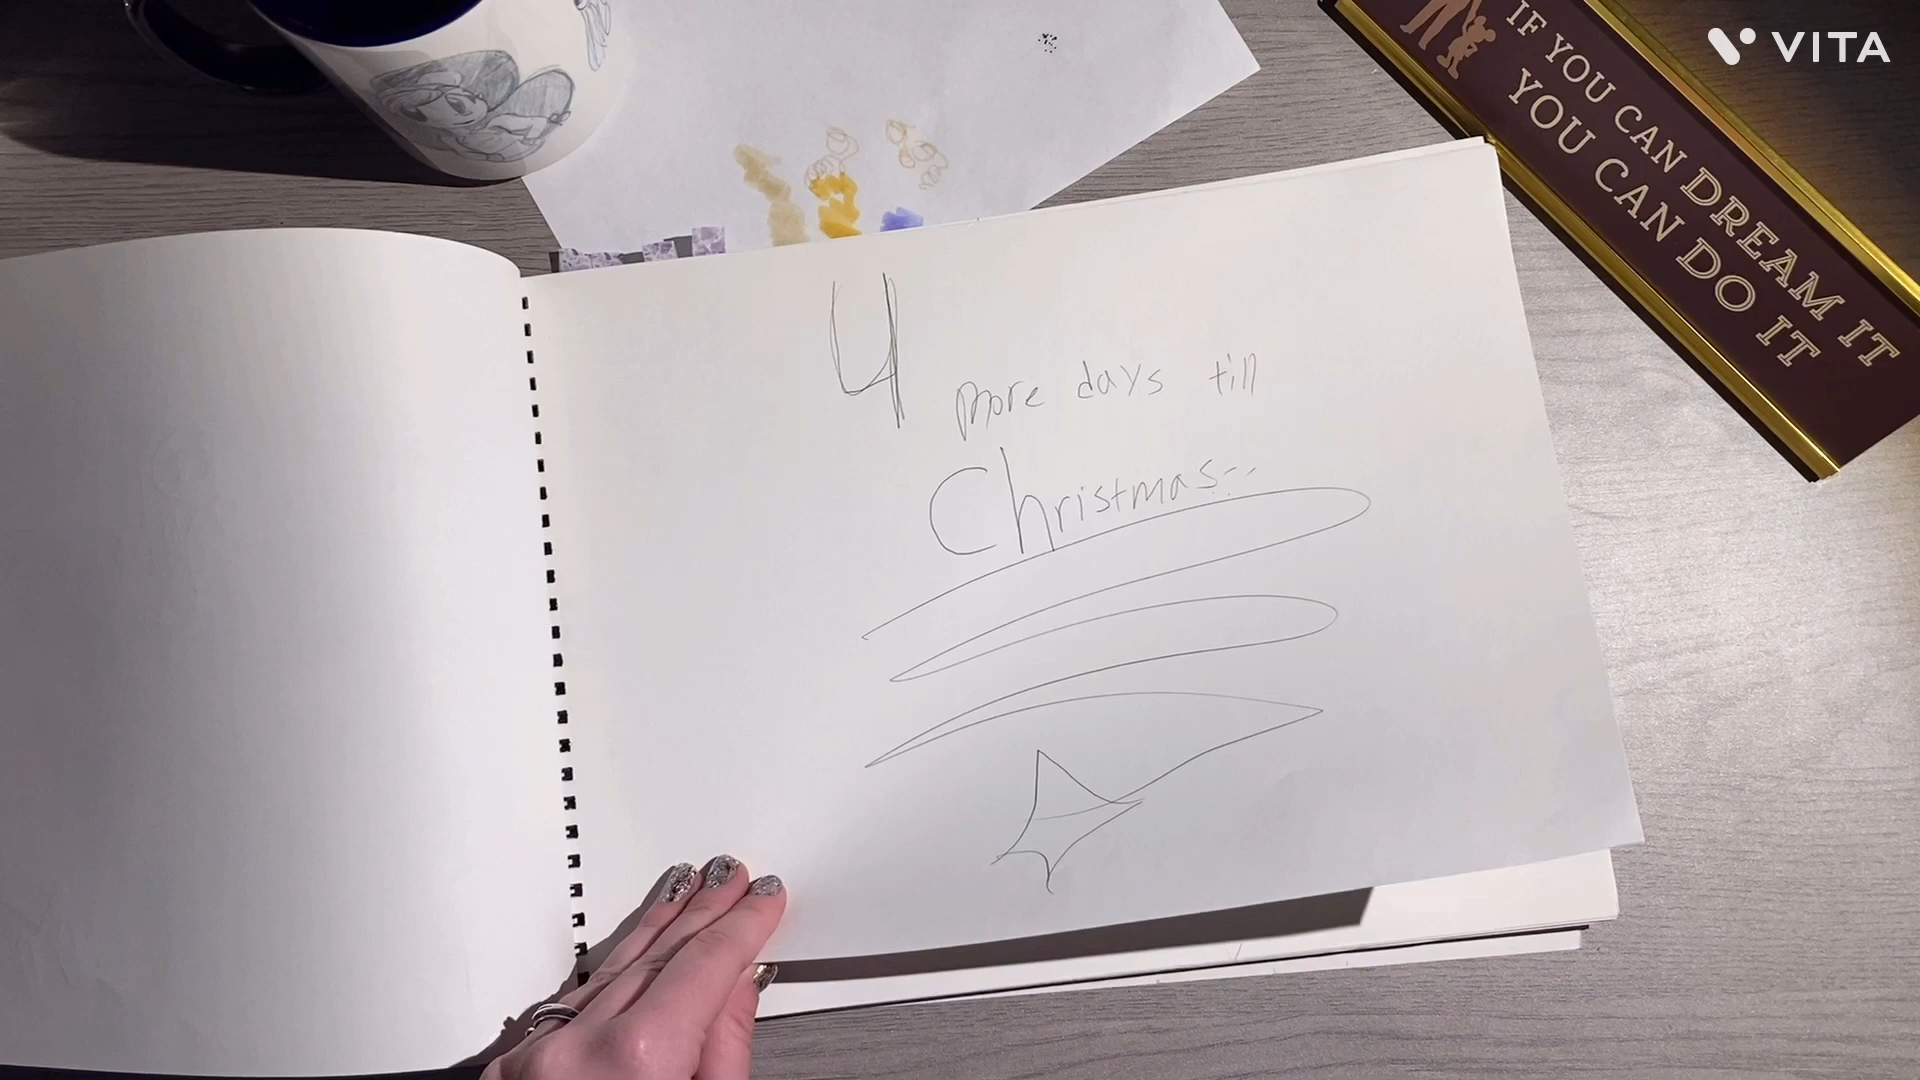 4
more days till
Christmas...
IF YOU CAN DREAM IT
YOU CAN DO IT
VITA